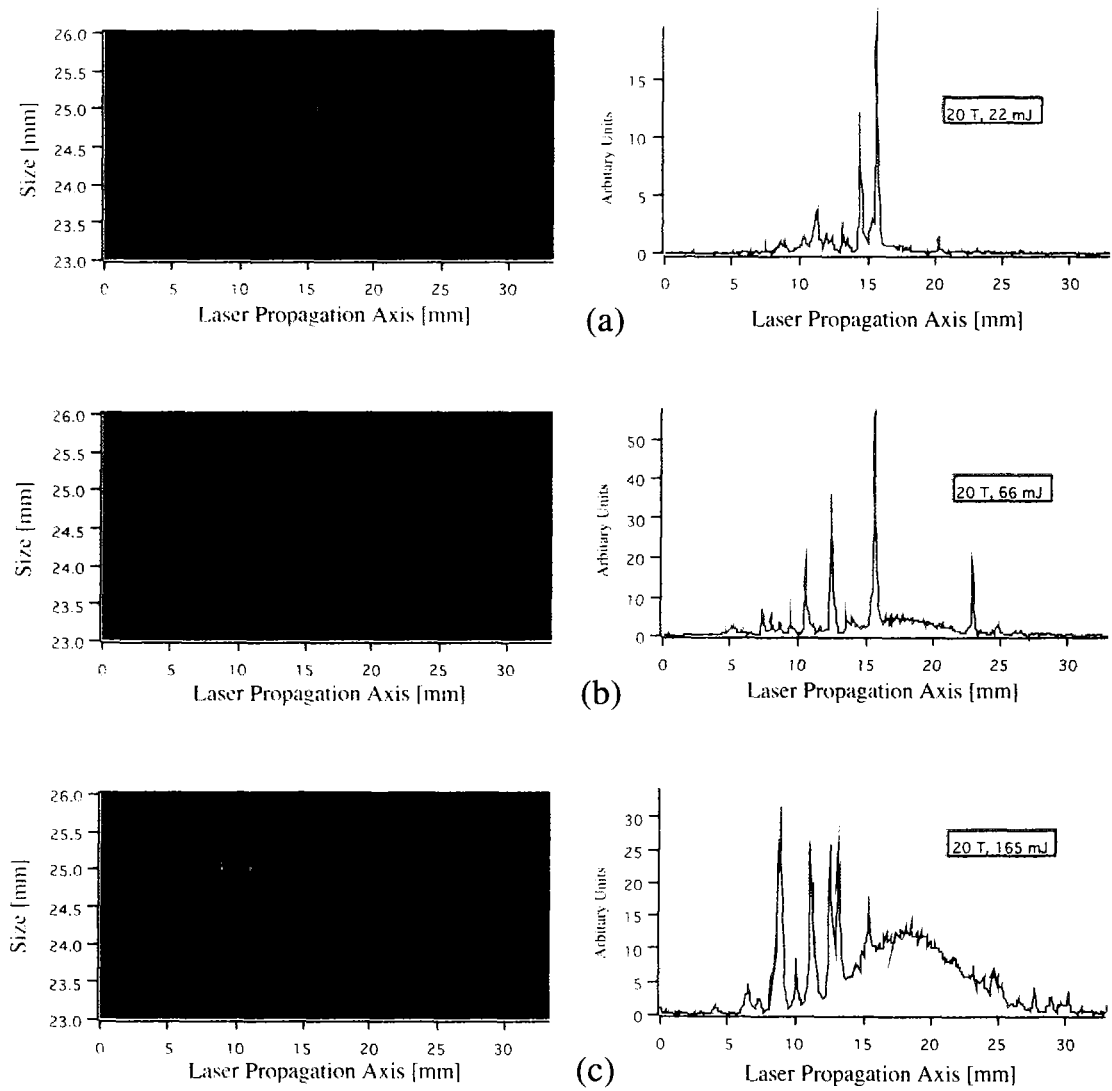 26.0
25.5
25.0
24.5
24.0
23.5
23.0
Size [mm]
0 5 10 15 20 25 30
Laser Propagation Axis [mm]
15
10
5
0
Arbitary Units
20 T, 22 mJ
0 5 10 15 20 25 30
Laser Propagation Axis [mm]
(a)
26.0
25.5
25.0
24.5
24.0
23.5
23.0
Size [mm]
0 5 10 15 20 25 30
Laser Propagation Axis [mm]
50
40
30
20
10
0
Arbitary Units
20 T, 66 mJ
0 5 10 15 20 25 30
Laser Propagation Axis [mm]
(b)
26.0
25.5
25.0
24.5
24.0
23.5
23.0
Size [mm]
0 5 10 15 20 25 30
Laser Propagation Axis [mm]
30
25
20
15
10
5
0
Arbitary Units
20 T, 165 mJ
0 5 10 15 20 25 30
Laser Propagation Axis [mm]
(c)